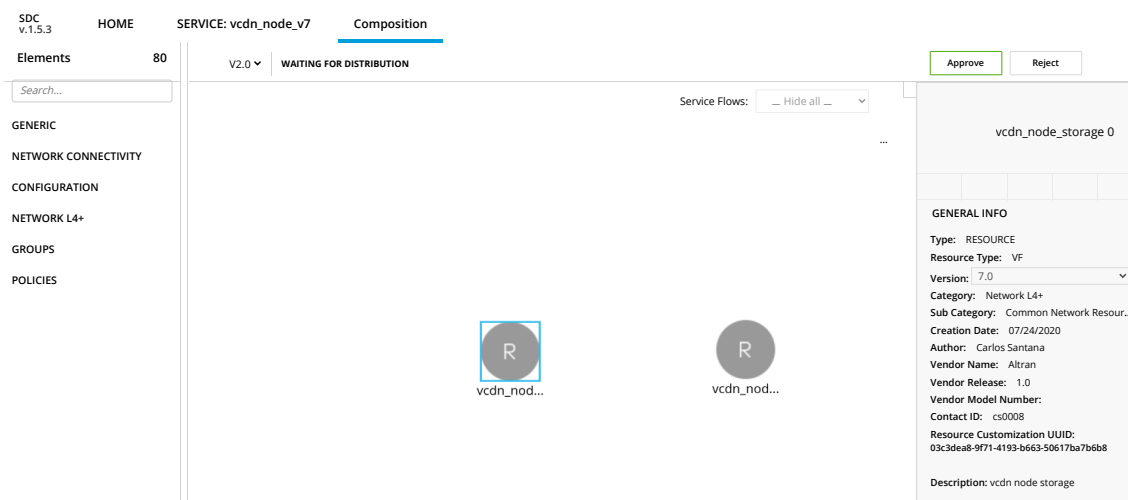 SDC
v.1.5.3
HOME
SERVICE: vcdn_node_v7
Composition
Elements 80
V2.0
WAITING FOR DISTRIBUTION
Approve
Reject
Search...
GENERIC
NETWORK CONNECTIVITY
CONFIGURATION
NETWORK L4+
GROUPS
POLICIES
Service Flows: — Hide all —
...
R
vcdn_nod...
R
vcdn_nod...
vcdn_node_storage 0
GENERAL INFO
Type: RESOURCE
Resource Type: VF
Version: 7.0
Category: Network L4+
Sub Category: Common Network Resour...
Creation Date: 07/24/2020
Author: Carlos Santana
Vendor Name: Altran
Vendor Release: 1.0
Vendor Model Number:
Contact ID: cs0008
Resource Customization UUID:
03c3dea8-9f71-4193-b663-50617ba7b6b8
Description: vcdn node storage